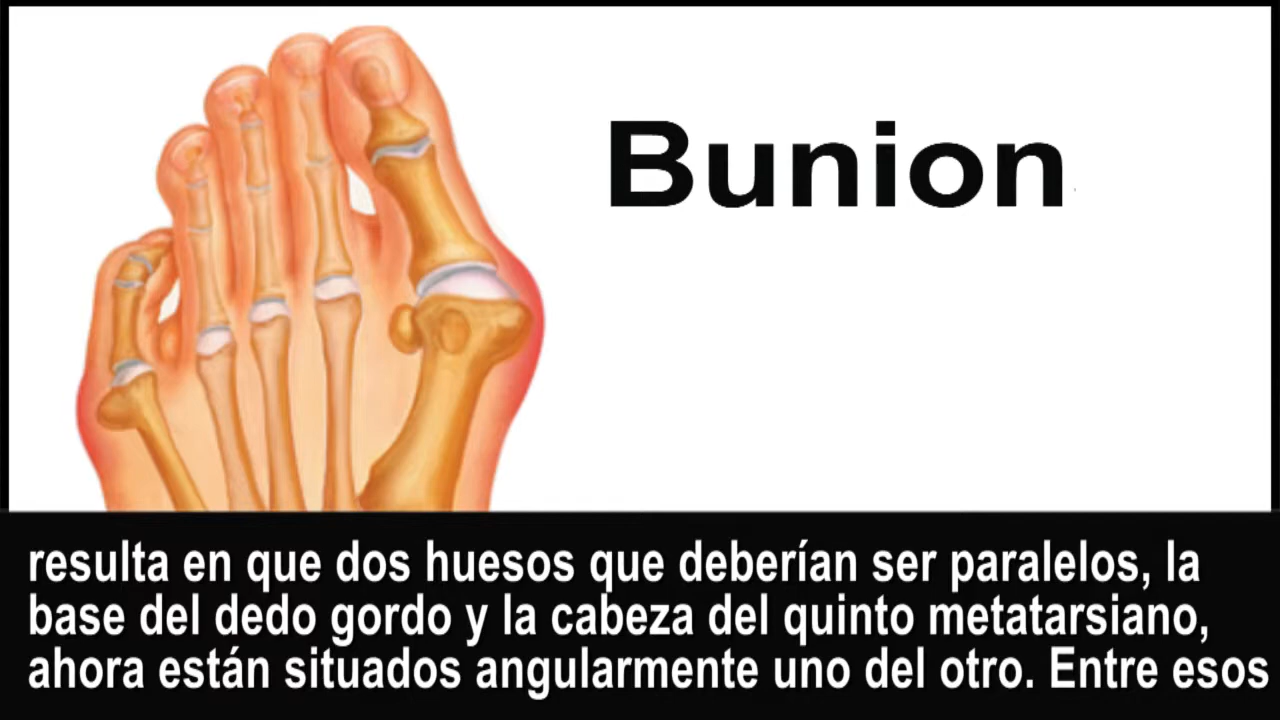 Bunion
resulta en que dos huesos que deberían ser paralelos, la
base del dedo gordo y la cabeza del quinto metatarsiano,
ahora están situados angularmente uno del otro. Entre esos